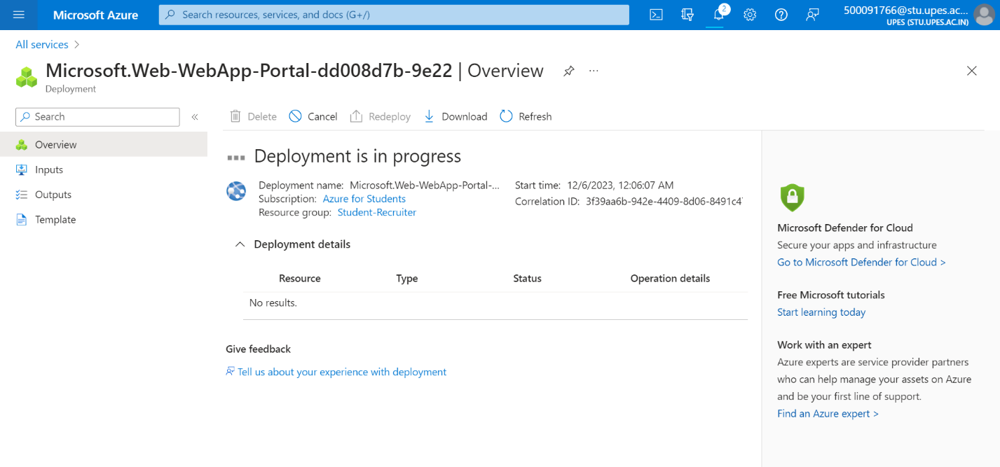 Microsoft Azure
Search resources, services, and docs (G+/)
2
500091766@stu.upes.ac...
UPES (STU.UPES.AC.IN)
All services >
Microsoft.Web-WebApp-Portal-dd008d7b-9e22 | Overview
Deployment
Search
Delete Cancel Redeploy Download Refresh
Overview
Inputs
Outputs
Template
Deployment is in progress
Deployment name: Microsoft.Web-WebApp-Portal-...
Subscription: Azure for Students
Resource group: Student-Recruiter
Start time: 12/6/2023, 12:06:07 AM
Correlation ID: 3f39aa6b-942e-4409-8d06-8491c4
Deployment details
Resource Type Status Operation details
No results.
Give feedback
Tell us about your experience with deployment
Microsoft Defender for Cloud
Secure your apps and infrastructure
Go to Microsoft Defender for Cloud >
Free Microsoft tutorials
Start learning today
Work with an expert
Azure experts are service provider partners
who can help manage your assets on Azure
and be your first line of support.
Find an Azure expert >